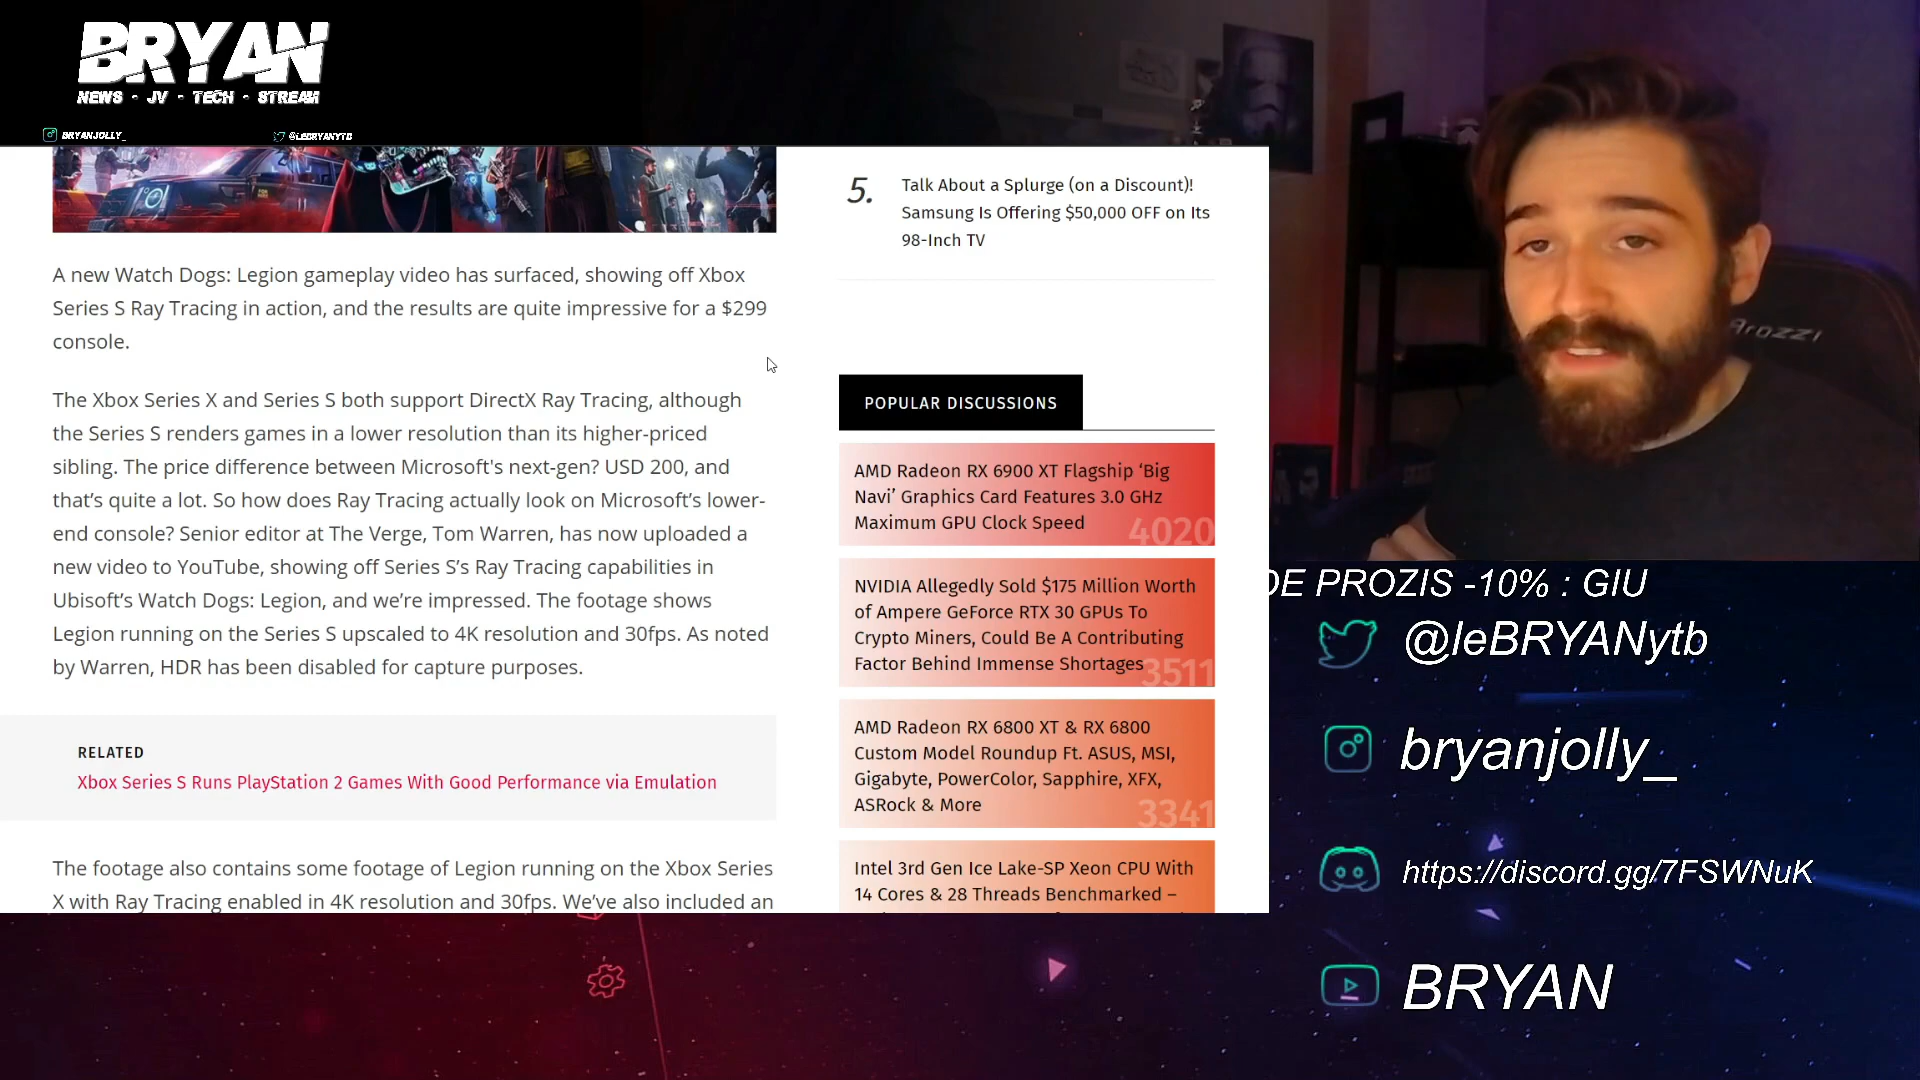 BRYAN
NEWS - JV - TECH - STREAM
BRYANJOLLY_
@LEBRYANYTB
A new Watch Dogs: Legion gameplay video has surfaced, showing off Xbox
Series S Ray Tracing in action, and the results are quite impressive for a $299
console.
The Xbox Series X and Series S both support DirectX Ray Tracing, although
the Series S renders games in a lower resolution than its higher-priced
sibling. The price difference between Microsoft's next-gen? USD 200, and
that's quite a lot. So how does Ray Tracing actually look on Microsoft's lower-
end console? Senior editor at The Verge, Tom Warren, has now uploaded a
new video to YouTube, showing off Series S's Ray Tracing capabilities in
Ubisoft's Watch Dogs: Legion, and we're impressed. The footage shows
Legion running on the Series S upscaled to 4K resolution and 30fps. As noted
by Warren, HDR has been disabled for capture purposes.
RELATED
Xbox Series S Runs PlayStation 2 Games With Good Performance via Emulation
The footage also contains some footage of Legion running on the Xbox Series
X with Ray Tracing enabled in 4K resolution and 30fps. We've also included an
5.
Talk About a Splurge (on a Discount)!
Samsung Is Offering $50,000 OFF on Its
98-Inch TV
POPULAR DISCUSSIONS
AMD Radeon RX 6900 XT Flagship 'Big
Navi' Graphics Card Features 3.0 GHz
Maximum GPU Clock Speed
4020
NVIDIA Allegedly Sold $175 Million Worth
of Ampere GeForce RTX 30 GPUs To
Crypto Miners, Could Be A Contributing
Factor Behind Immense Shortages
3511
AMD Radeon RX 6800 XT & RX 6800
Custom Model Roundup Ft. ASUS, MSI,
Gigabyte, PowerColor, Sapphire, XFX,
ASRock & More
3341
Intel 3rd Gen Ice Lake-SP Xeon CPU With
14 Cores & 28 Threads Benchmarked –
Arozzi
DE PROZIS -10% : GIU
@leBRYANytb
bryanjolly_
https://discord.gg/7FSWNuK
BRYAN